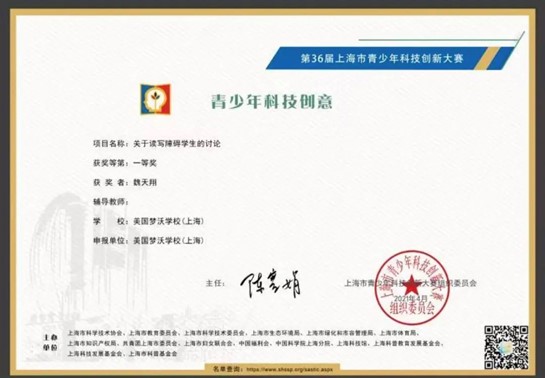 第36届上海市青少年科技创新大赛
青少年科技创意
项目名称：关于读写障碍学生的讨论
获奖等第：一等奖
获 奖 者：魏天翔
辅导教师：
学 校：美国梦沃学校(上海)
申报单位：美国梦沃学校(上海)
主任：
上海市青少年科技创新大赛组织委员会
2021年4月
上海市青少年科技创新大赛
组织委员会
主办单位
上海市科学技术协会、上海市教育委员会、上海市科学技术委员会、上海市生态环境局、上海市绿化和市容管理局、上海市体育局、
上海市知识产权局、共青团上海市委员会、上海市妇女联合会、中国福利会、中国科学院上海分院、上海科技馆、上海科普教育发展基金会、
上海科技发展基金会、上海市科普基金会
名单查询：https://www.shssp.org/sastic.aspx